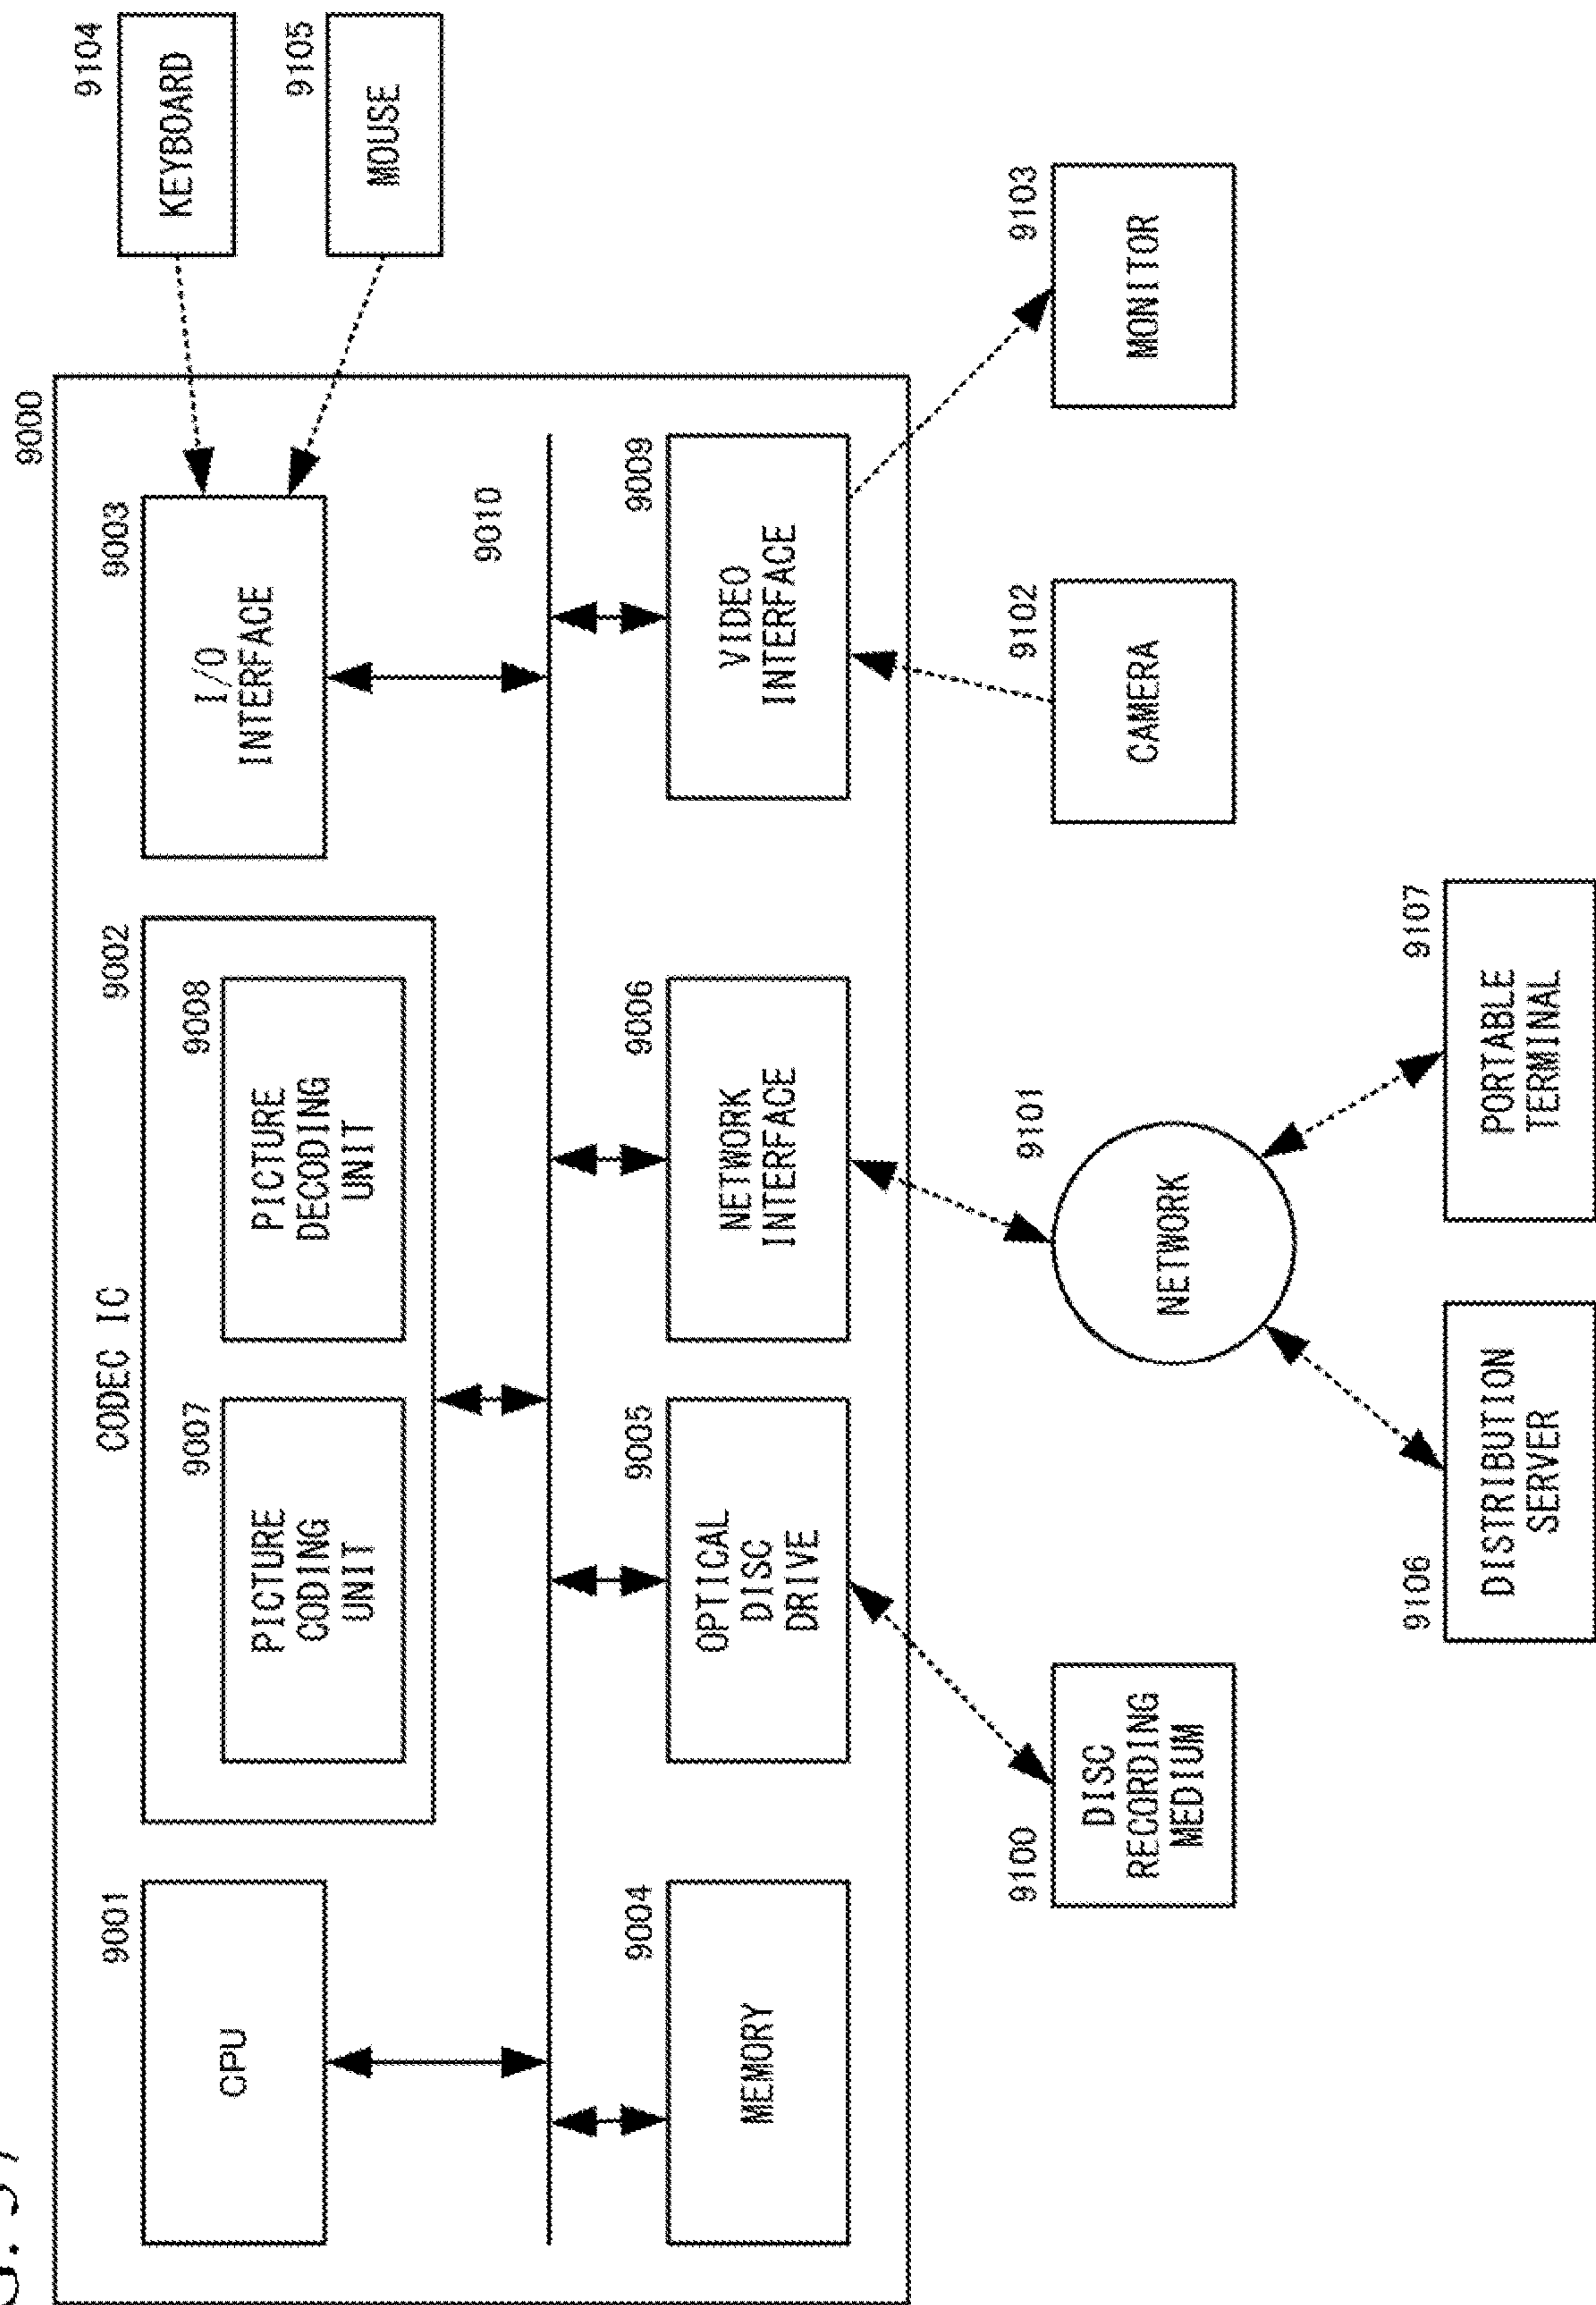 9000
9001
CPU
CODEC IC
9002
9007
PICTURE
CODING
UNIT
9008
PICTURE
DECODING
UNIT
9003
I/O
INTERFACE
9104
KEYBOARD
9105
MOUSE
9010
9004
MEMORY
9005
OPTICAL
DISC
DRIVE
9006
NETWORK
INTERFACE
9009
VIDEO
INTERFACE
9100
DISC
RECORDING
MEDIUM
9101
NETWORK
9102
CAMERA
9103
MONITOR
9106
DISTRIBUTION
SERVER
9107
PORTABLE
TERMINAL